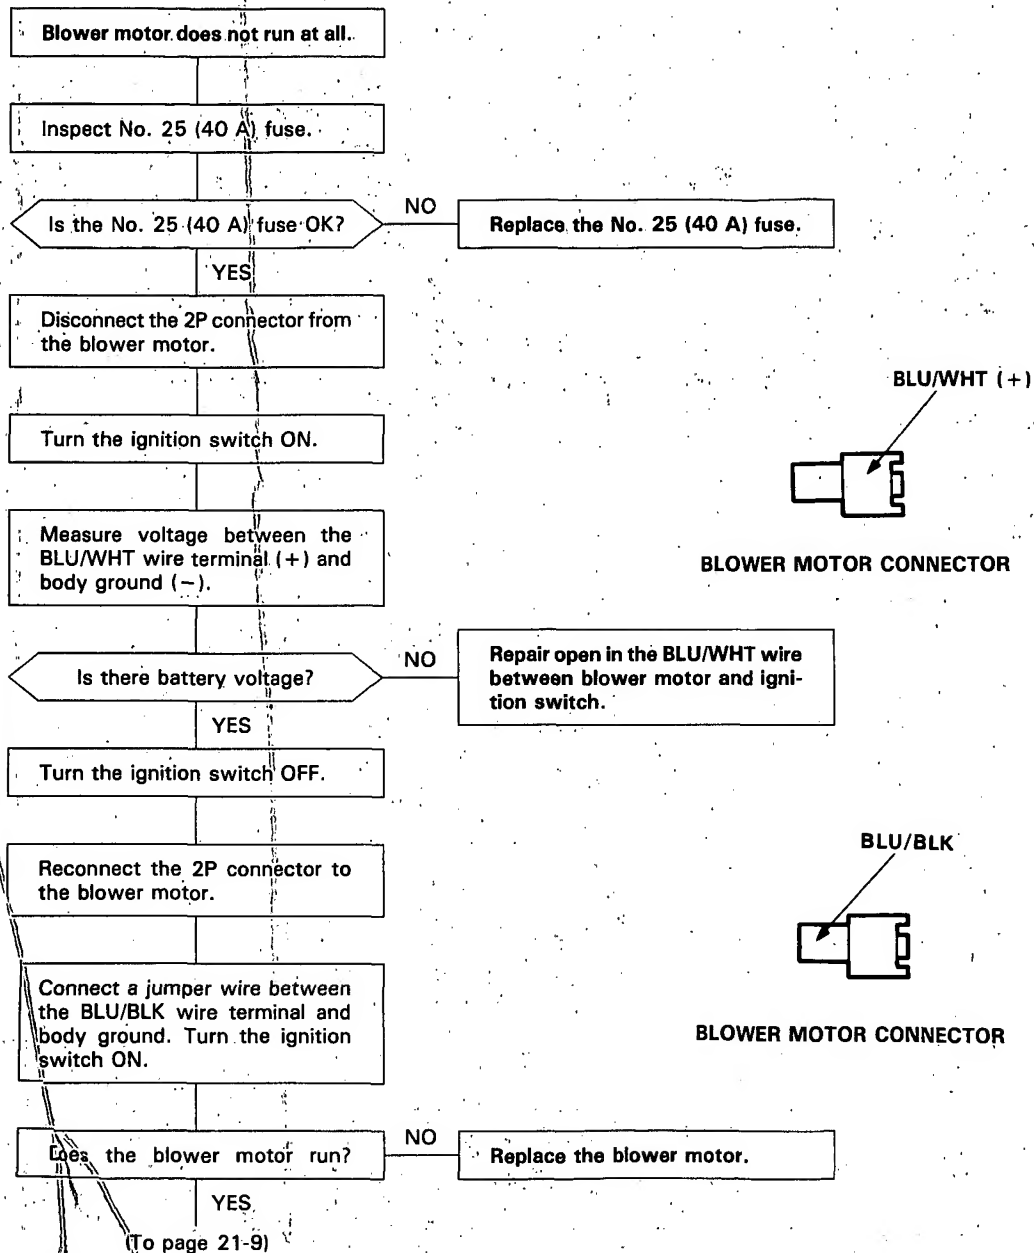 Blower motor does not run at all.
Inspect No. 25 (40 A) fuse.
Is the No. 25 (40 A) fuse OK?
NO
Replace the No. 25 (40 A) fuse.
YES
Disconnect the 2P connector from
the blower motor.
Turn the ignition switch ON.
BLU/WHT (+)
Measure voltage between the
BLU/WHT wire terminal (+) and
body ground (−).
BLOWER MOTOR CONNECTOR
Is there battery voltage?
NO
Repair open in the BLU/WHT wire
between blower motor and igni-
tion switch.
YES
Turn the ignition switch OFF.
Reconnect the 2P connector to
the blower motor.
BLU/BLK
Connect a jumper wire between
the BLU/BLK wire terminal and
body ground. Turn the ignition
switch ON.
BLOWER MOTOR CONNECTOR
Does the blower motor run?
NO
Replace the blower motor.
YES
(To page 21-9)